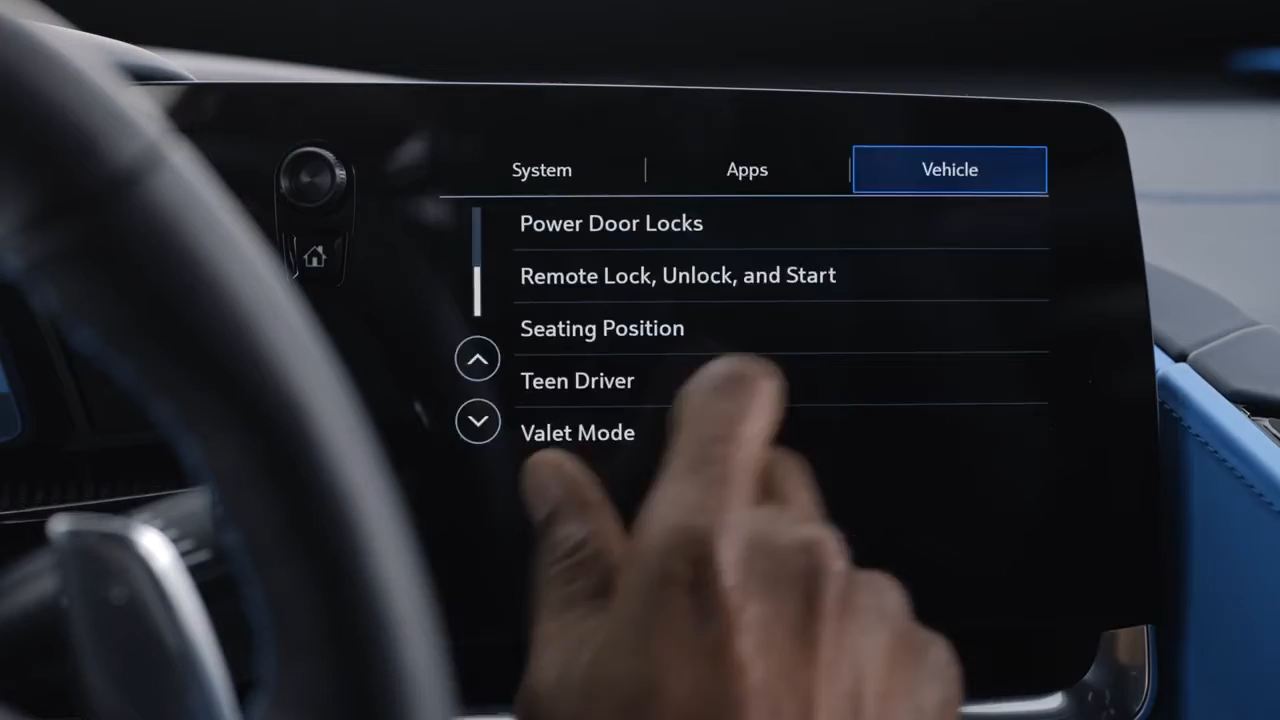 System
Apps
Vehicle
Power Door Locks
Remote Lock, Unlock, and Start
Seating Position
Teen Driver
Valet Mode